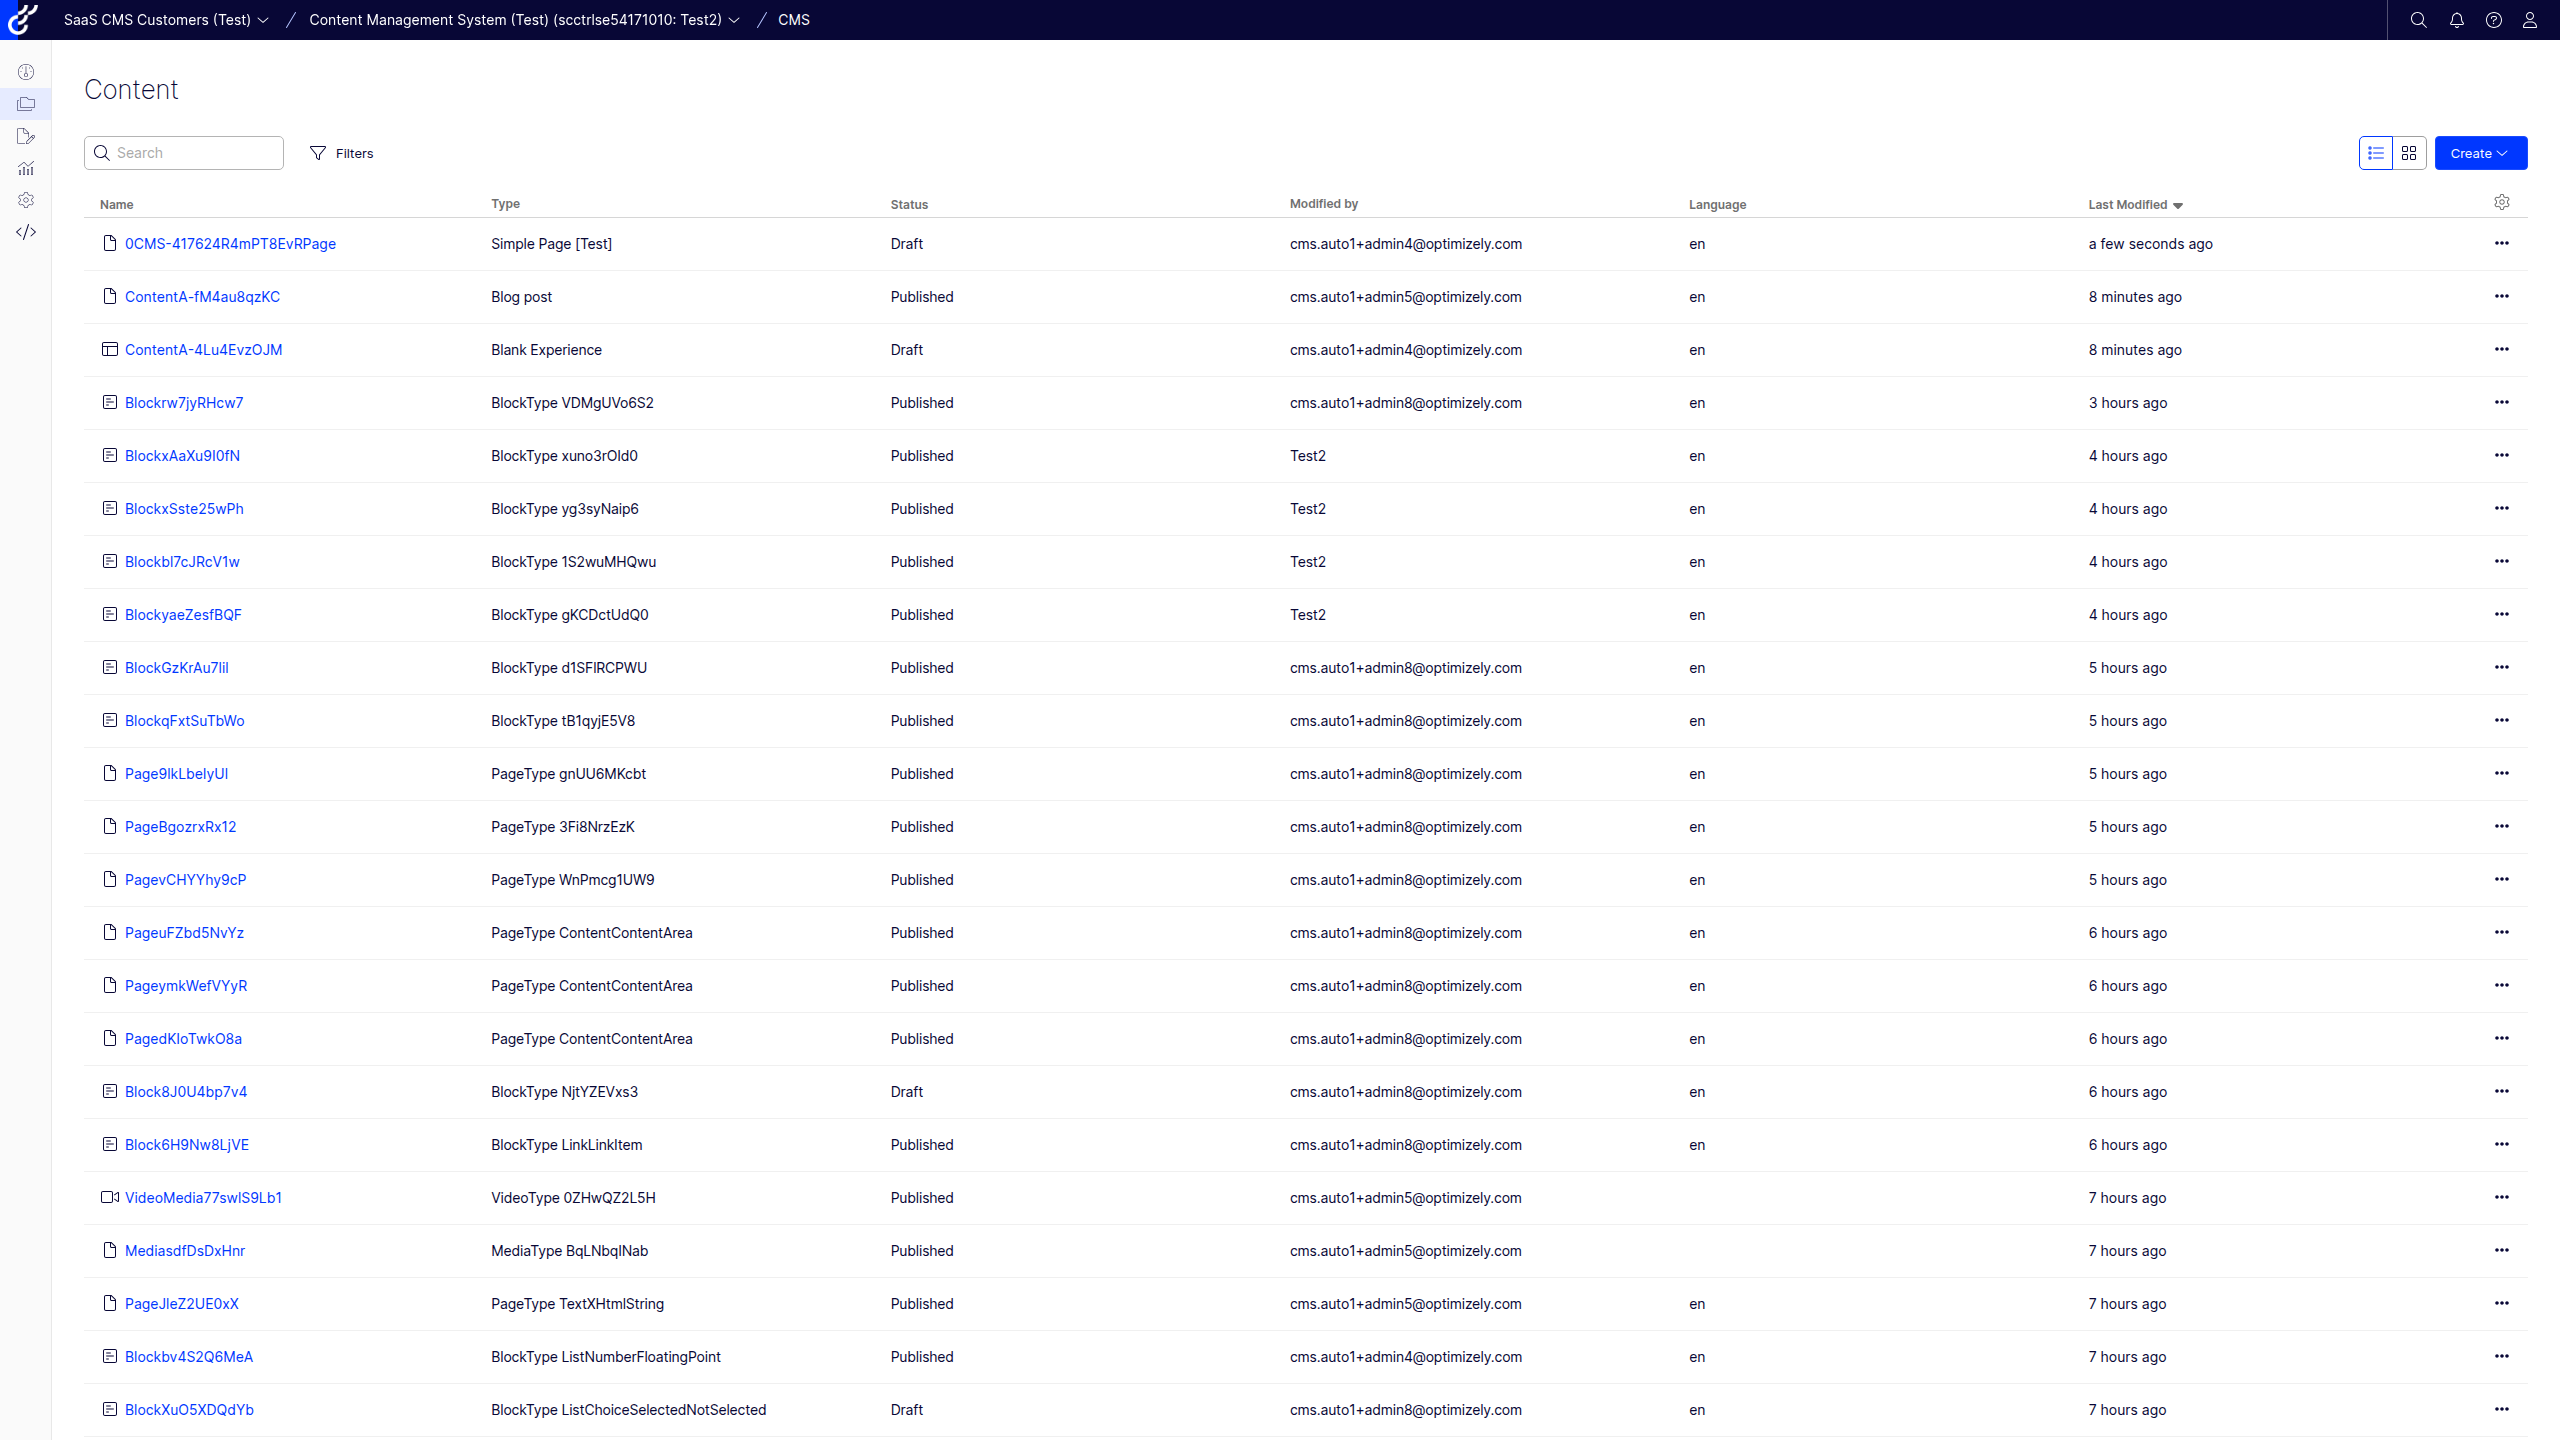 SaaS CMS Customers (Test) / Content Management System (Test) (scctrlse54171010: Test2) / CMS
Content
Search Filters Create
Name Type Status Modified by Language Last Modified
0CMS-417624R4mPT8EvRPage Simple Page [Test] Draft cms.auto1+admin4@optimizely.com en a few seconds ago
ContentA-fM4au8qzKC Blog post Published cms.auto1+admin5@optimizely.com en 8 minutes ago
ContentA-4Lu4EvzOJM Blank Experience Draft cms.auto1+admin4@optimizely.com en 8 minutes ago
Blockrw7jyRHcw7 BlockType VDMgUVo6S2 Published cms.auto1+admin8@optimizely.com en 3 hours ago
BlockxAaXu9I0fN BlockType xuno3rOld0 Published Test2 en 4 hours ago
BlockxSste25wPh BlockType yg3syNaip6 Published Test2 en 4 hours ago
Blockbl7cJRcV1w BlockType 1S2wuMHQwu Published Test2 en 4 hours ago
BlockyaeZesfBQF BlockType gKCDctUdQ0 Published Test2 en 4 hours ago
BlockGzKrAu7lil BlockType d1SFlRCPWU Published cms.auto1+admin8@optimizely.com en 5 hours ago
BlockqFxtSuTbWo BlockType tB1qyjE5V8 Published cms.auto1+admin8@optimizely.com en 5 hours ago
Page9lkLbelyUl PageType gnUU6MKcbt Published cms.auto1+admin8@optimizely.com en 5 hours ago
PageBgozrxRx12 PageType 3Fi8NrzEzK Published cms.auto1+admin8@optimizely.com en 5 hours ago
PagevCHYYhy9cP PageType WnPmcg1UW9 Published cms.auto1+admin8@optimizely.com en 5 hours ago
PageuFZbd5NvYz PageType ContentContentArea Published cms.auto1+admin8@optimizely.com en 6 hours ago
PageymkWefVYyR PageType ContentContentArea Published cms.auto1+admin8@optimizely.com en 6 hours ago
PagedKloTwkO8a PageType ContentContentArea Published cms.auto1+admin8@optimizely.com en 6 hours ago
Block8J0U4bp7v4 BlockType NjtYZEVxs3 Draft cms.auto1+admin8@optimizely.com en 6 hours ago
Block6H9Nw8LjVE BlockType LinkLinkItem Published cms.auto1+admin8@optimizely.com en 6 hours ago
VideoMedia77swlS9Lb1 VideoType 0ZHwQZ2L5H Published cms.auto1+admin5@optimizely.com 7 hours ago
MediasdfDsDxHnr MediaType BqLNbqlNab Published cms.auto1+admin5@optimizely.com 7 hours ago
PageJleZ2UE0xX PageType TextXHtmlString Published cms.auto1+admin5@optimizely.com en 7 hours ago
Blockbv4S2Q6MeA BlockType ListNumberFloatingPoint Published cms.auto1+admin4@optimizely.com en 7 hours ago
BlockXuO5XDQdYb BlockType ListChoiceSelectedNotSelected Draft cms.auto1+admin8@optimizely.com en 7 hours ago